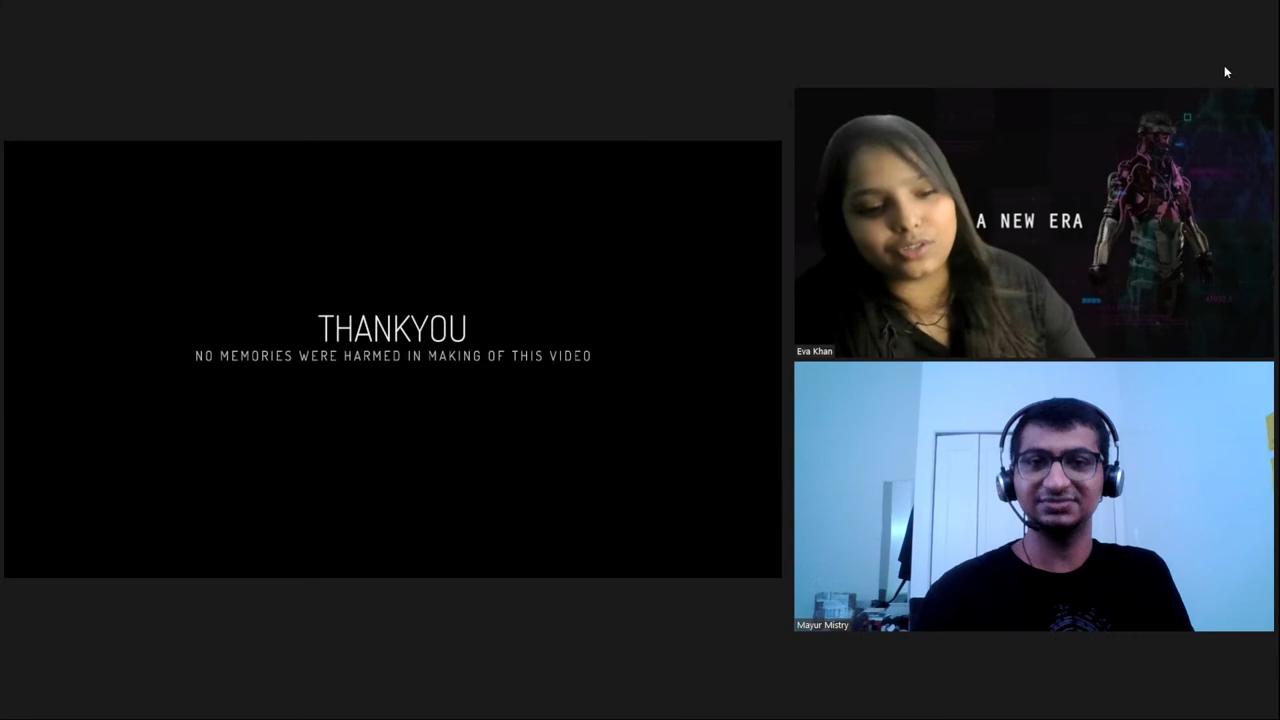 THANKYOU
NO MEMORIES WERE HARMED IN MAKING OF THIS VIDEO
A NEW ERA
Eva Khan
Mayur Mistry